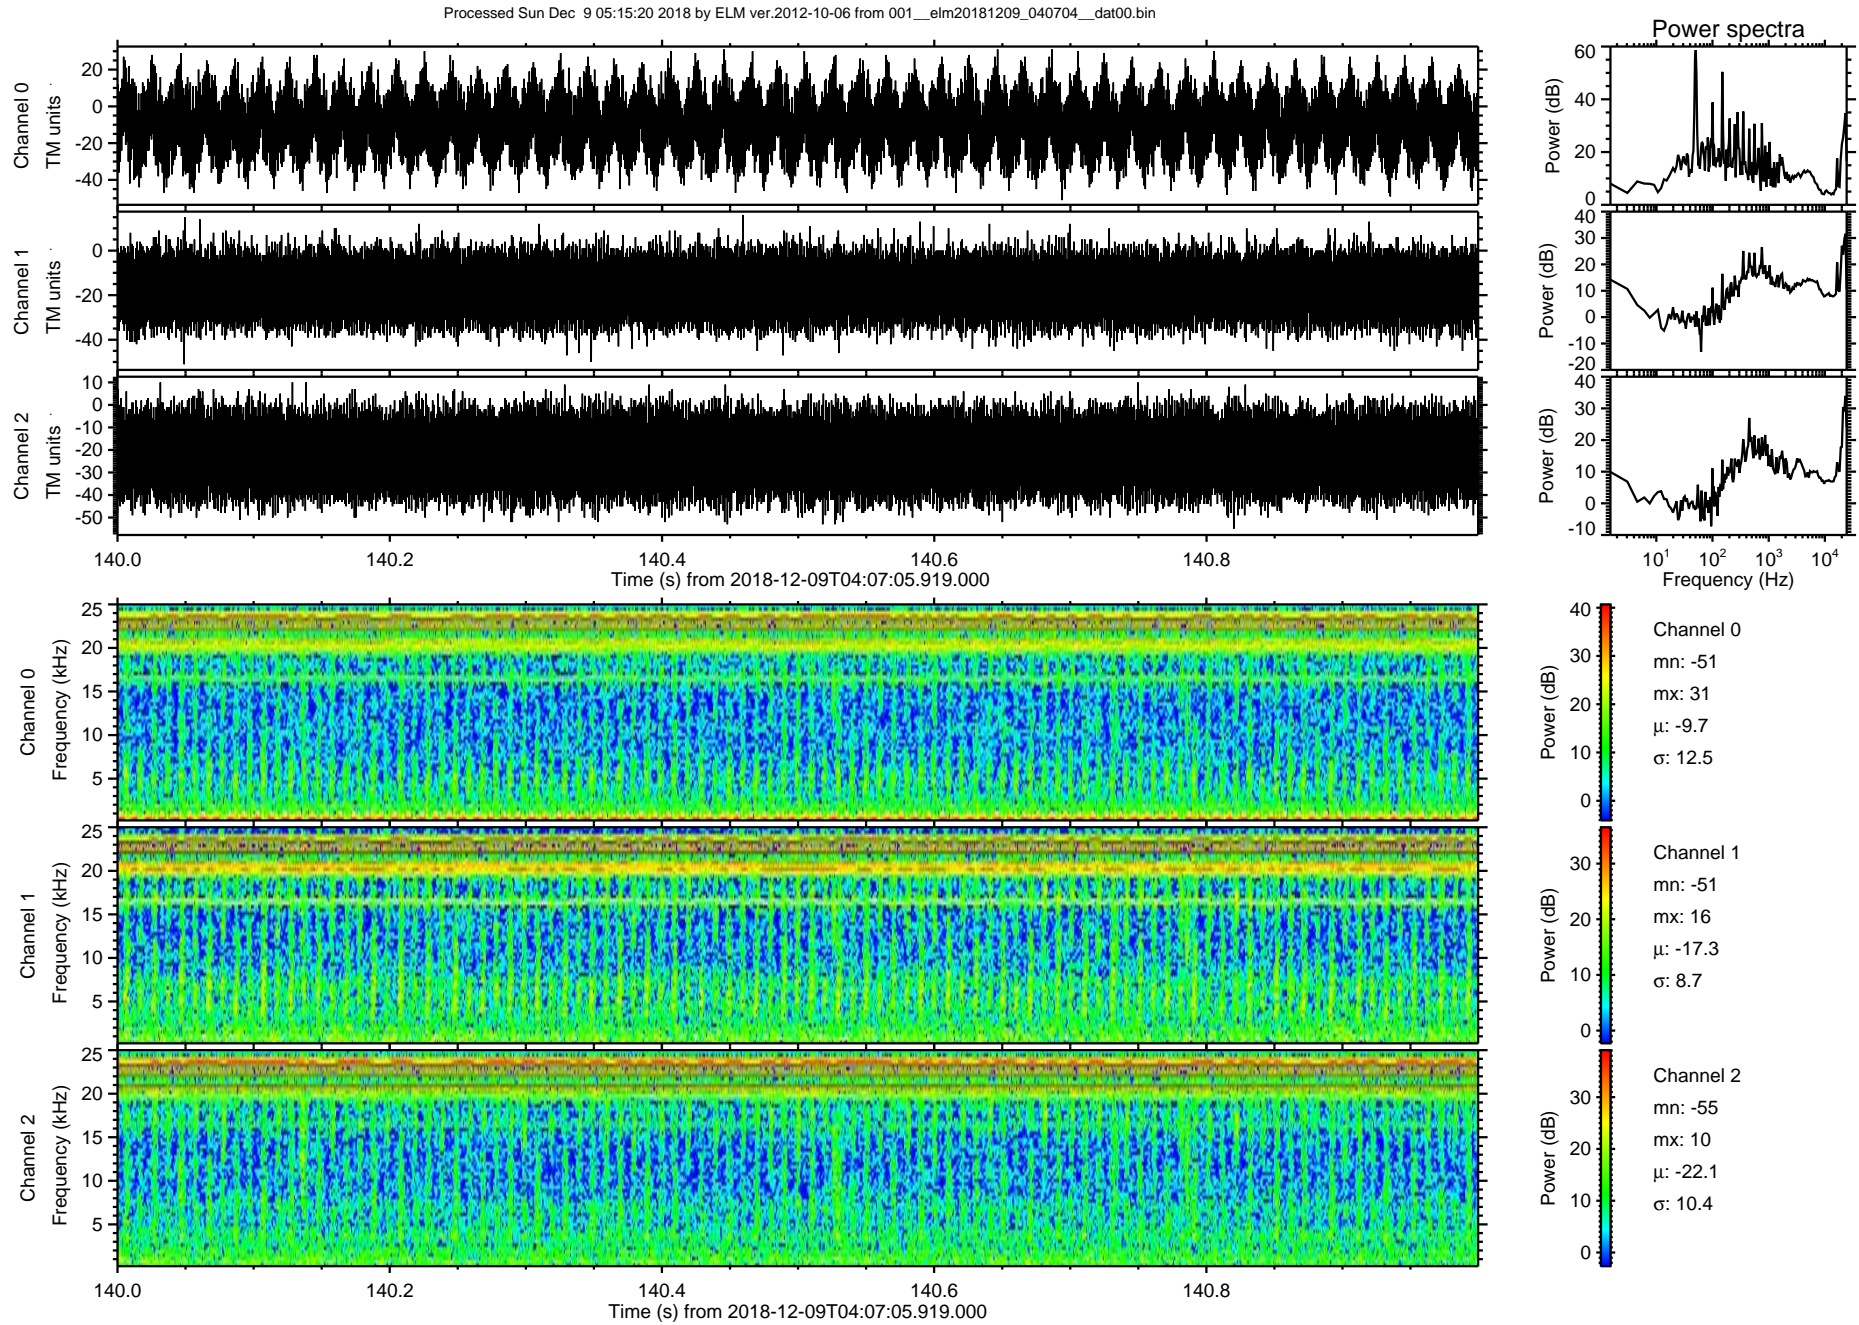 Processed Sun Dec  9 05:15:20 2018 by ELM ver.2012-10-06 from 001__elm20181209_040704__dat00.bin
Power spectra
Channel 0
TM units
20
0
-20
-40
Power (dB)
60
40
20
0
Channel 1
TM units
0
-20
-40
Power (dB)
40
30
20
10
0
-10
-20
Channel 2
TM units
10
0
-10
-20
-30
-40
-50
Power (dB)
40
30
20
10
0
-10
140.0 140.2 140.4 140.6 140.8
Time (s) from 2018-12-09T04:07:05.919.000
10¹ 10² 10³ 10⁴
Frequency (Hz)
Channel 0
Frequency (kHz)
25
20
15
10
5
Power (dB)
40
30
20
10
0
Channel 0
mn: -51
mx: 31
μ: -9.7
σ: 12.5
Channel 1
Frequency (kHz)
25
20
15
10
5
Power (dB)
30
20
10
0
Channel 1
mn: -51
mx: 16
μ: -17.3
σ: 8.7
Channel 2
Frequency (kHz)
25
20
15
10
5
Power (dB)
30
20
10
0
Channel 2
mn: -55
mx: 10
μ: -22.1
σ: 10.4
140.0 140.2 140.4 140.6 140.8
Time (s) from 2018-12-09T04:07:05.919.000